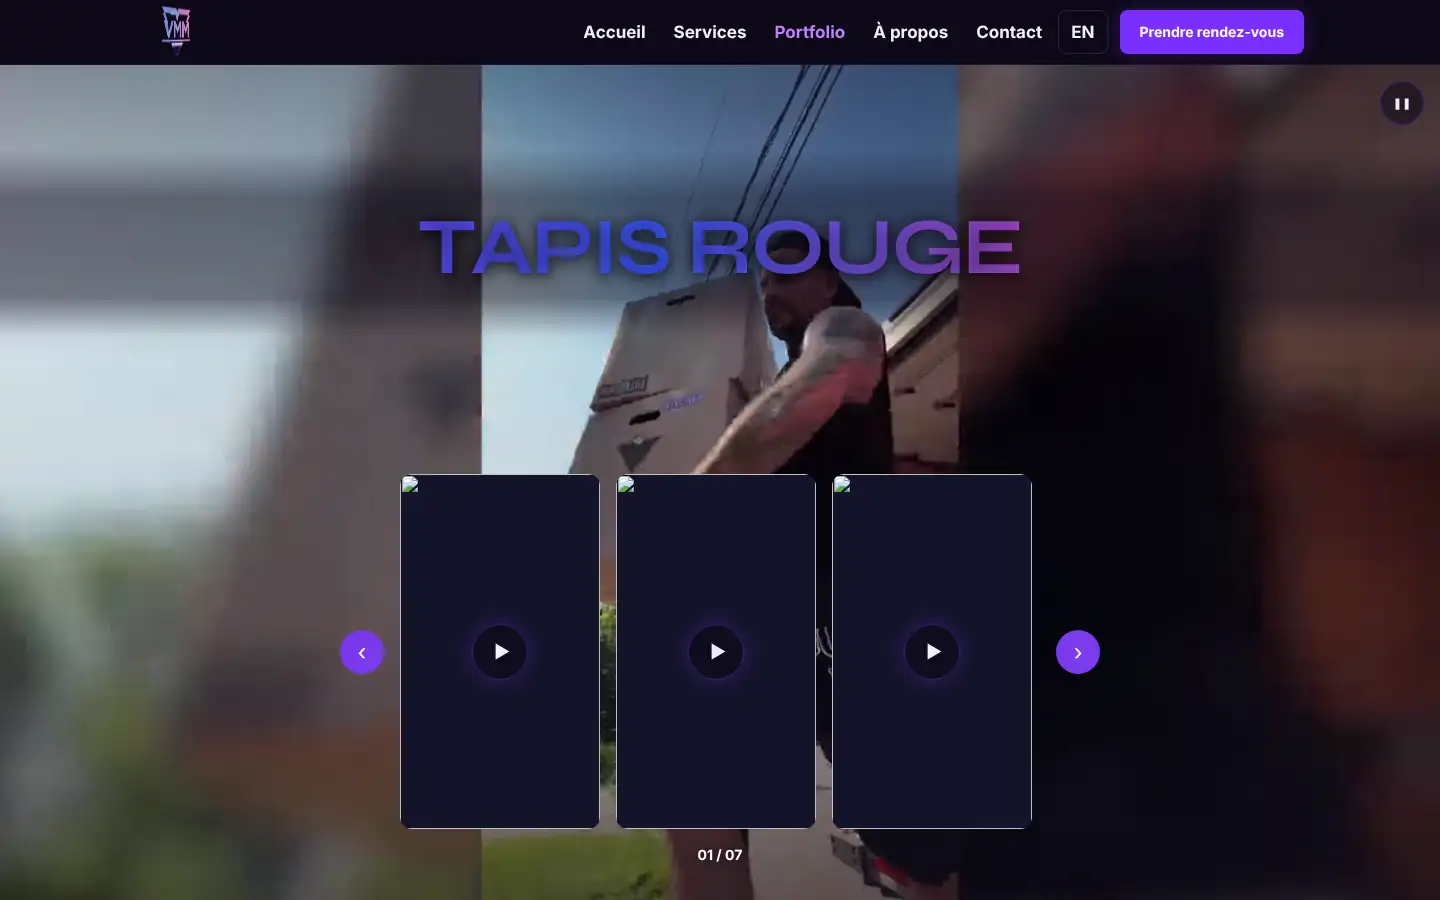 VMM
Accueil
Services
Portfolio
À propos
Contact
EN
Prendre rendez-vous
TAPIS ROUGE
01 / 07